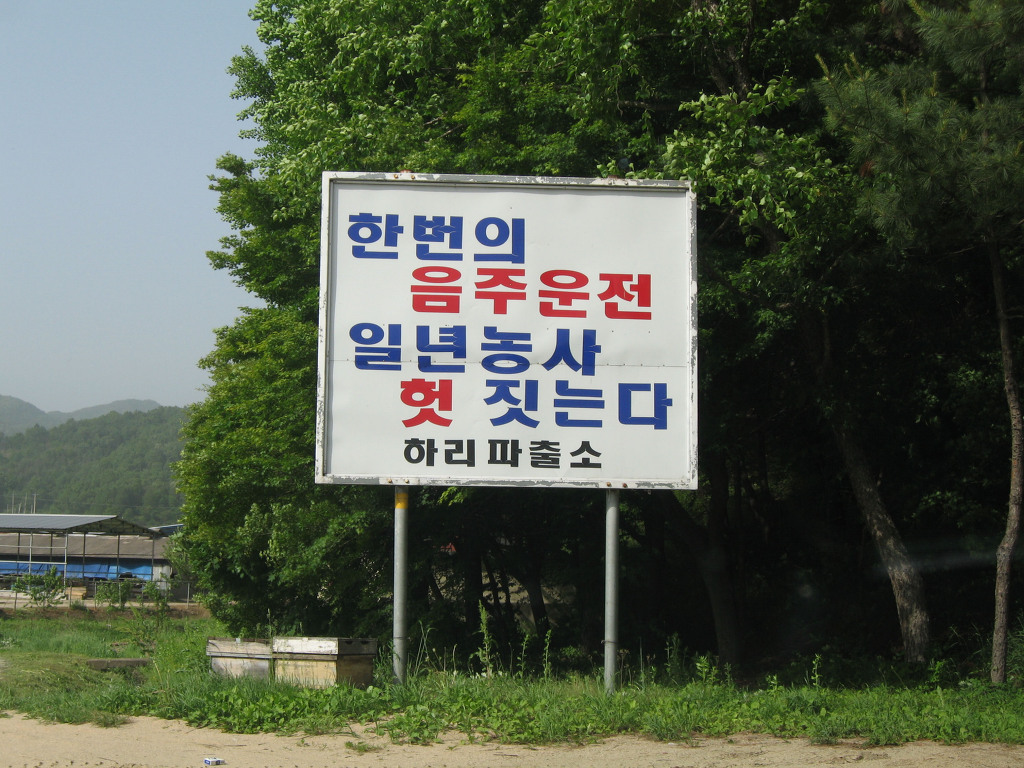 한번의
음주운전
일년농사
헛 짓는다
하리파출소